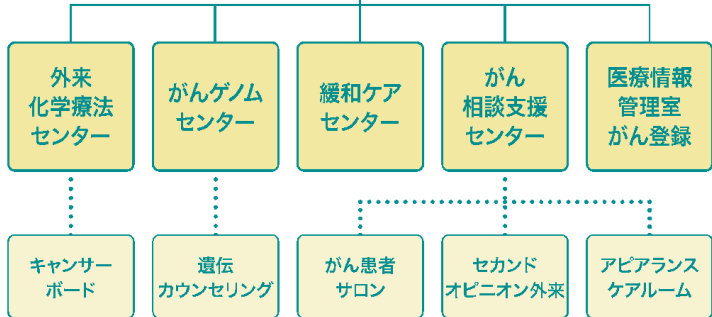 外来
化学療法
センター
がんゲノム
センター
緩和ケア
センター
がん
相談支援
センター
医療情報
管理室
がん登録
キャンサー
ボード
遺伝
カウンセリング
がん患者
サロン
セカンド
オピニオン外来
アピアランス
ケアルーム